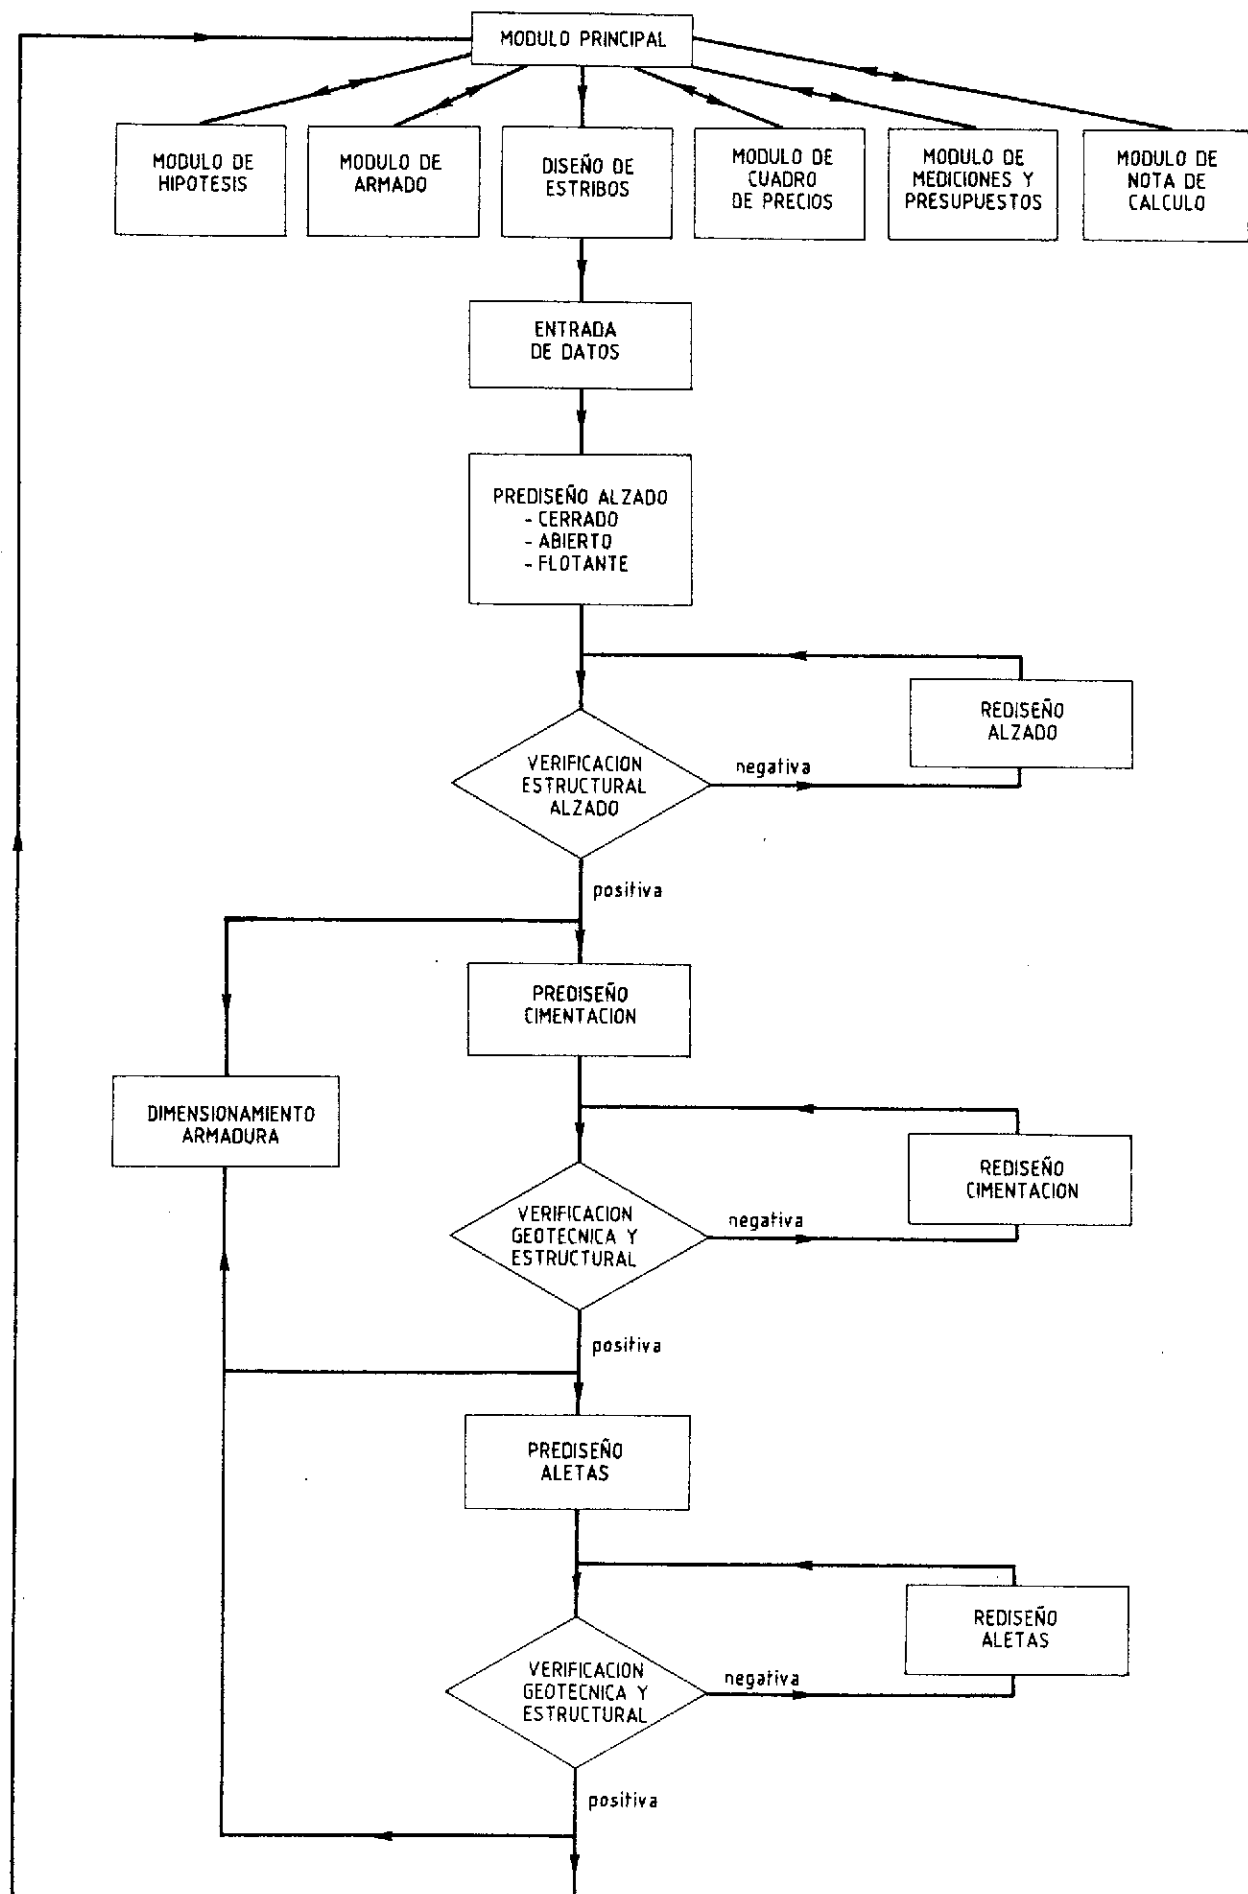 MODULO PRINCIPAL
MODULO DE
HIPOTESIS
MODULO DE
ARMADO
DISEÑO DE
ESTRIBOS
MODULO DE
CUADRO
DE PRECIOS
MODULO DE
MEDICIONES Y
PRESUPUESTOS
MODULO DE
NOTA DE
CALCULO
ENTRADA
DE DATOS
PREDISEÑO ALZADO
- CERRADO
- ABIERTO
- FLOTANTE
REDISEÑO
ALZADO
VERIFICACION
ESTRUCTURAL
ALZADO
negativa
positiva
PREDISEÑO
CIMENTACION
DIMENSIONAMIENTO
ARMADURA
REDISEÑO
CIMENTACION
VERIFICACION
GEOTECNICA Y
ESTRUCTURAL
negativa
positiva
PREDISEÑO
ALETAS
REDISEÑO
ALETAS
VERIFICACION
GEOTECNICA Y
ESTRUCTURAL
negativa
positiva